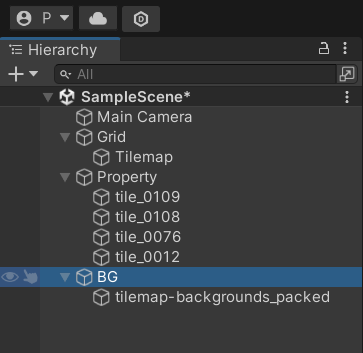 P
Hierarchy
All
SampleScene*
Main Camera
Grid
Tilemap
Property
tile_0109
tile_0108
tile_0076
tile_0012
BG
tilemap-backgrounds_packed